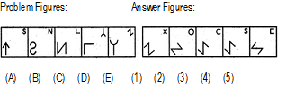 Problem Figures: Answer Figures:
S N L Z X O C S E
(A) (B) (C) (D) (E) (1) (2) (3) (4) (5)